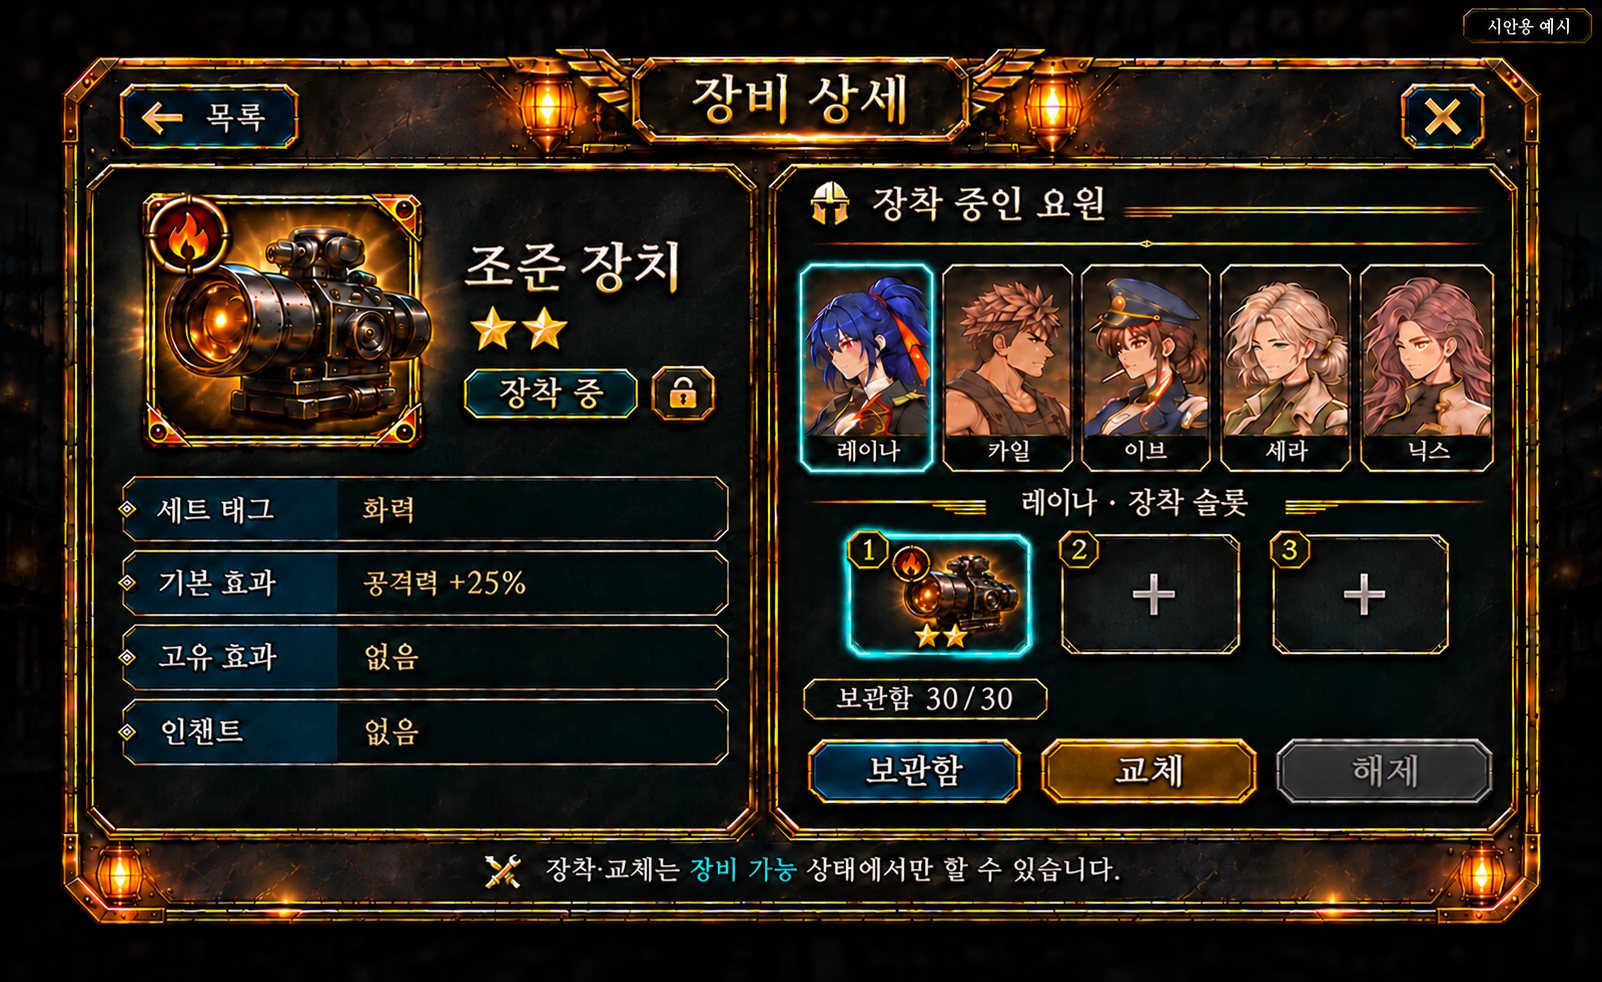 시안용 예시
장비 상세
목록
조준 장치
장착 중
세트 태그 화력
기본 효과 공격력 +25%
고유 효과 없음
인챈트 없음
장착 중인 요원
레이나 카일 이브 세라 닉스
레이나 · 장착 슬롯
1 2 3
보관함 30/30
보관함 교체 해제
장착·교체는 장비 가능 상태에서만 할 수 있습니다.